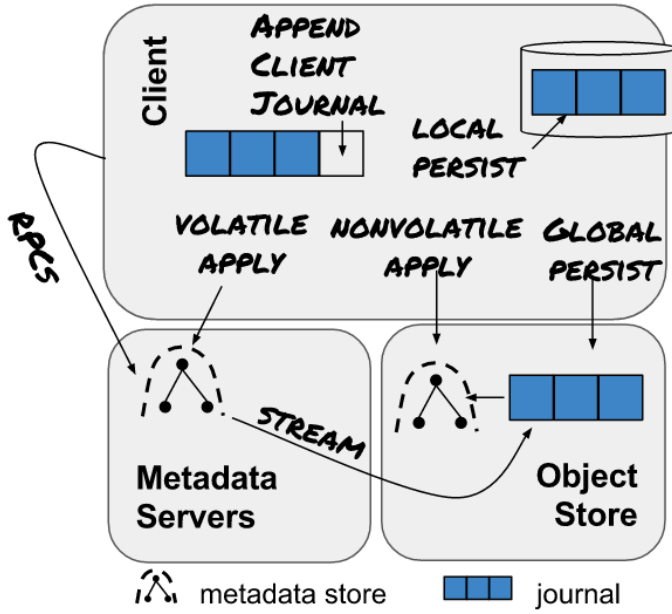 APPEND
CLIENT
JOURNAL
Client
LOCAL
PERSIST
RPCS
VOLATILE
APPLY
NONVOLATILE
APPLY
GLOBAL
PERSIST
STREAM
Metadata
Servers
Object
Store
metadata store
journal